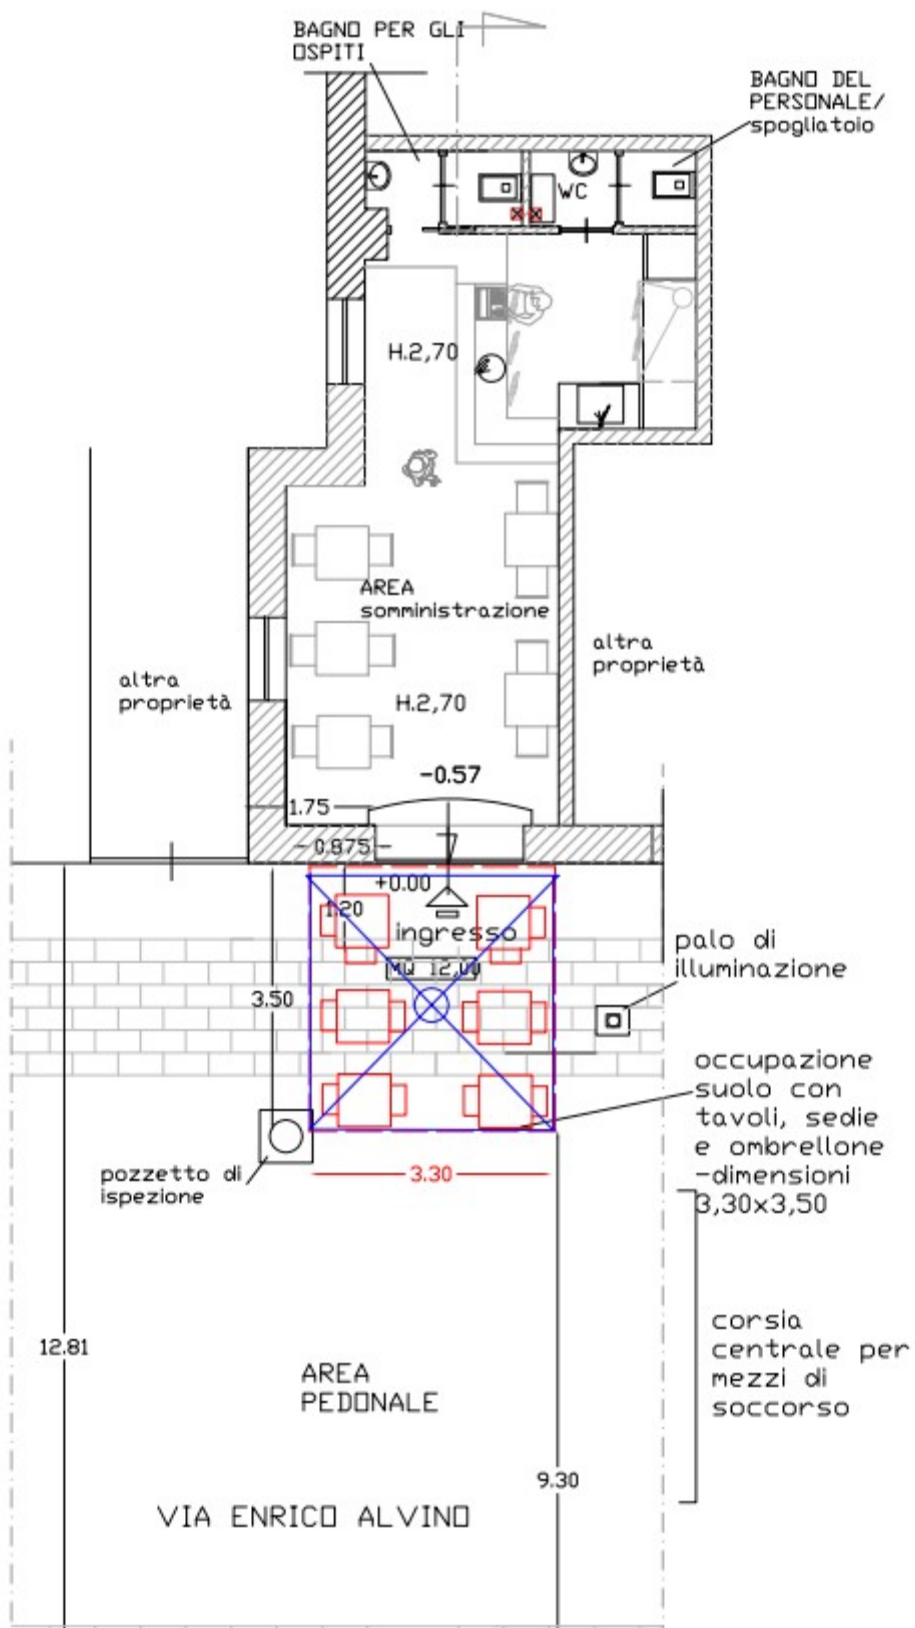 BAGNO PER GLI
OSPITI
BAGNO DEL
PERSONALE/
spogliatoio
WC
H.2,70
AREA
somministrazione
altra
proprietà
altra
proprietà
H.2,70
-0.57
1.75
0.875
+0.00
1.20
ingresso
MQ 12,00
palo di
illuminazione
3.50
occupazione
suolo con
tavoli, sedie
e ombrellone
-dimensioni
3,30x3,50
pozzetto di
ispezione
3.30
corsia
centrale per
mezzi di
soccorso
12.81
AREA
PEDONALE
9.30
VIA ENRICO ALVINO